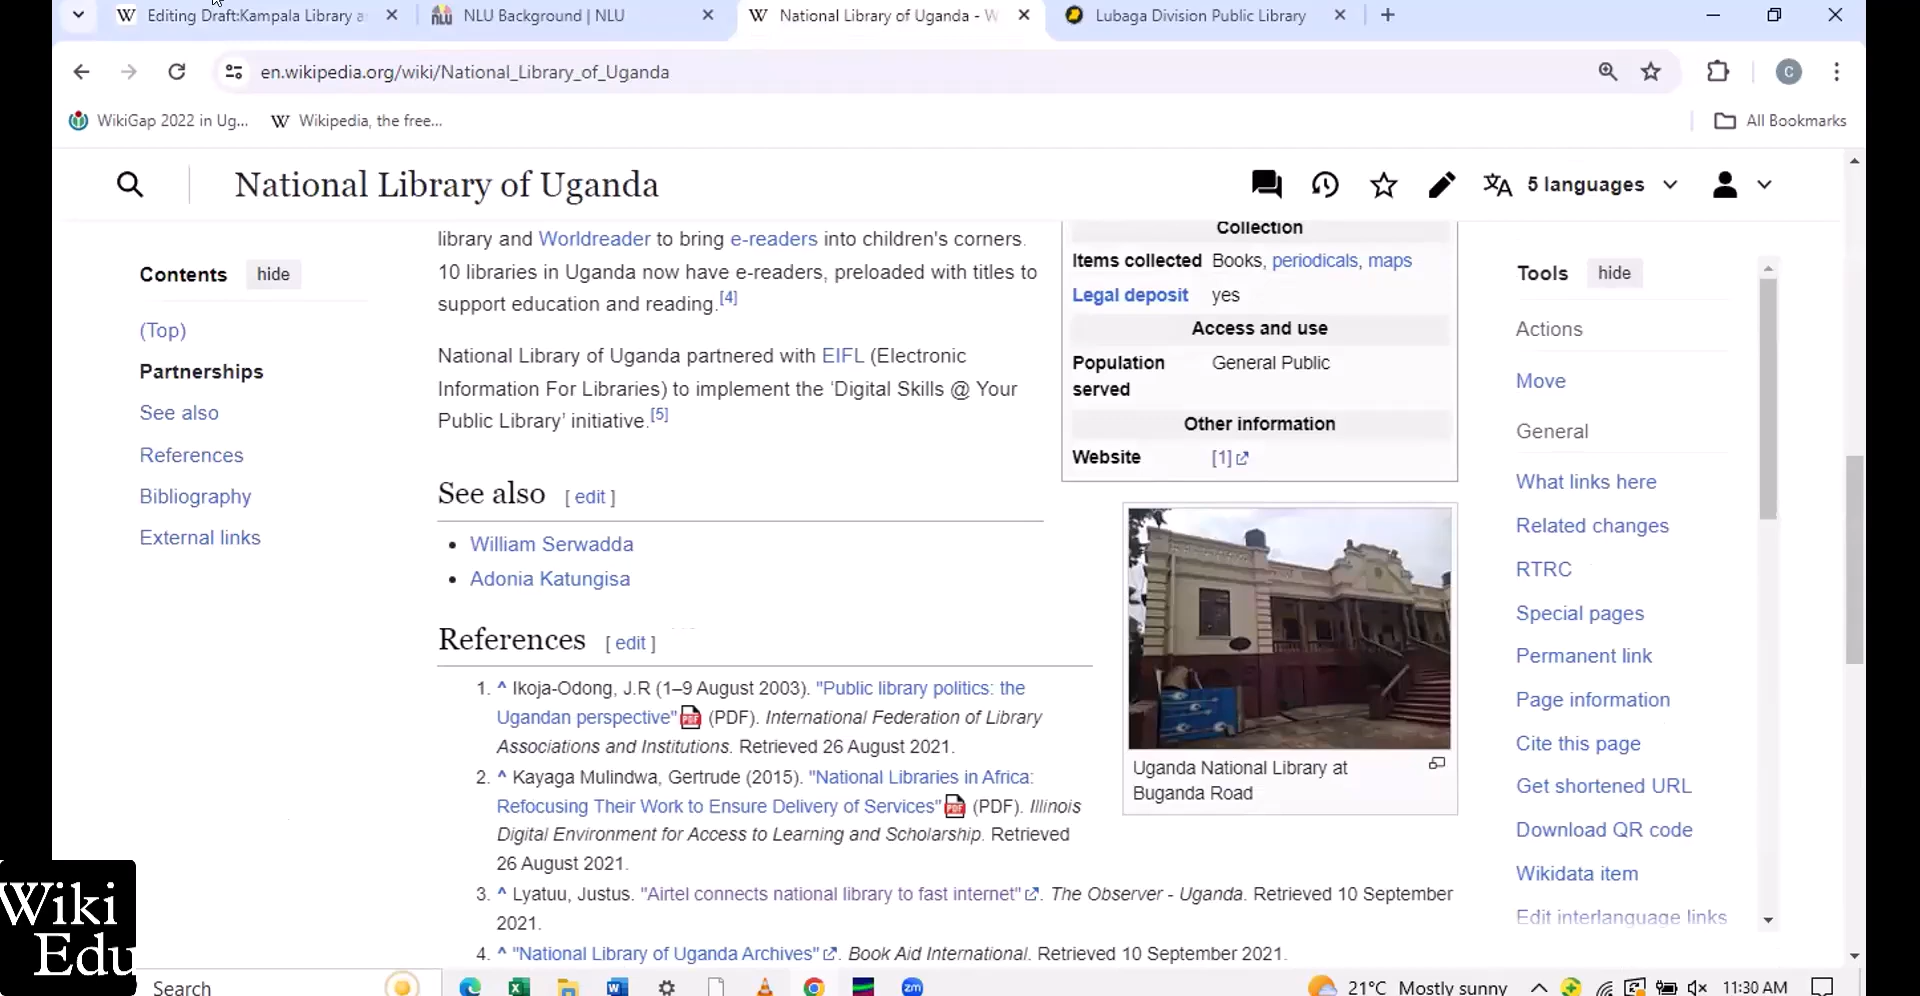 Editing Draft:Kampala Library a
NLU Background | NLU
National Library of Uganda - W
Lubaga Division Public Library
en.wikipedia.org/wiki/National_Library_of_Uganda
C
WikiGap 2022 in Ug...
Wikipedia, the free...
All Bookmarks
National Library of Uganda
5 languages
Contents
hide
(Top)
Partnerships
See also
References
Bibliography
External links
library and Worldreader to bring e-readers into children's corners.
10 libraries in Uganda now have e-readers, preloaded with titles to
support education and reading.[4]
National Library of Uganda partnered with EIFL (Electronic
Information For Libraries) to implement the ‘Digital Skills @ Your
Public Library’ initiative.[5]
See also [ edit ]
• William Serwadda
• Adonia Katungisa
References [ edit ]
1. ^ Ikoja-Odong, J.R (1–9 August 2003). "Public library politics: the
Ugandan perspective" (PDF). International Federation of Library
Associations and Institutions. Retrieved 26 August 2021.
2. ^ Kayaga Mulindwa, Gertrude (2015). "National Libraries in Africa:
Refocusing Their Work to Ensure Delivery of Services" (PDF). Illinois
Digital Environment for Access to Learning and Scholarship. Retrieved
26 August 2021.
3. ^ Lyatuu, Justus. "Airtel connects national library to fast internet". The Observer - Uganda. Retrieved 10 September
2021.
4. ^ "National Library of Uganda Archives". Book Aid International. Retrieved 10 September 2021.
Collection
Items collected Books, periodicals, maps
Legal deposit yes
Access and use
Population General Public
served
Other information
Website [1]
Uganda National Library at
Buganda Road
Tools
hide
Actions
Move
General
What links here
Related changes
RTRC
Special pages
Permanent link
Page information
Cite this page
Get shortened URL
Download QR code
Wikidata item
Edit interlanguage links
Wiki
Edu
Search
zm
21°C Mostly sunny
11:30 AM